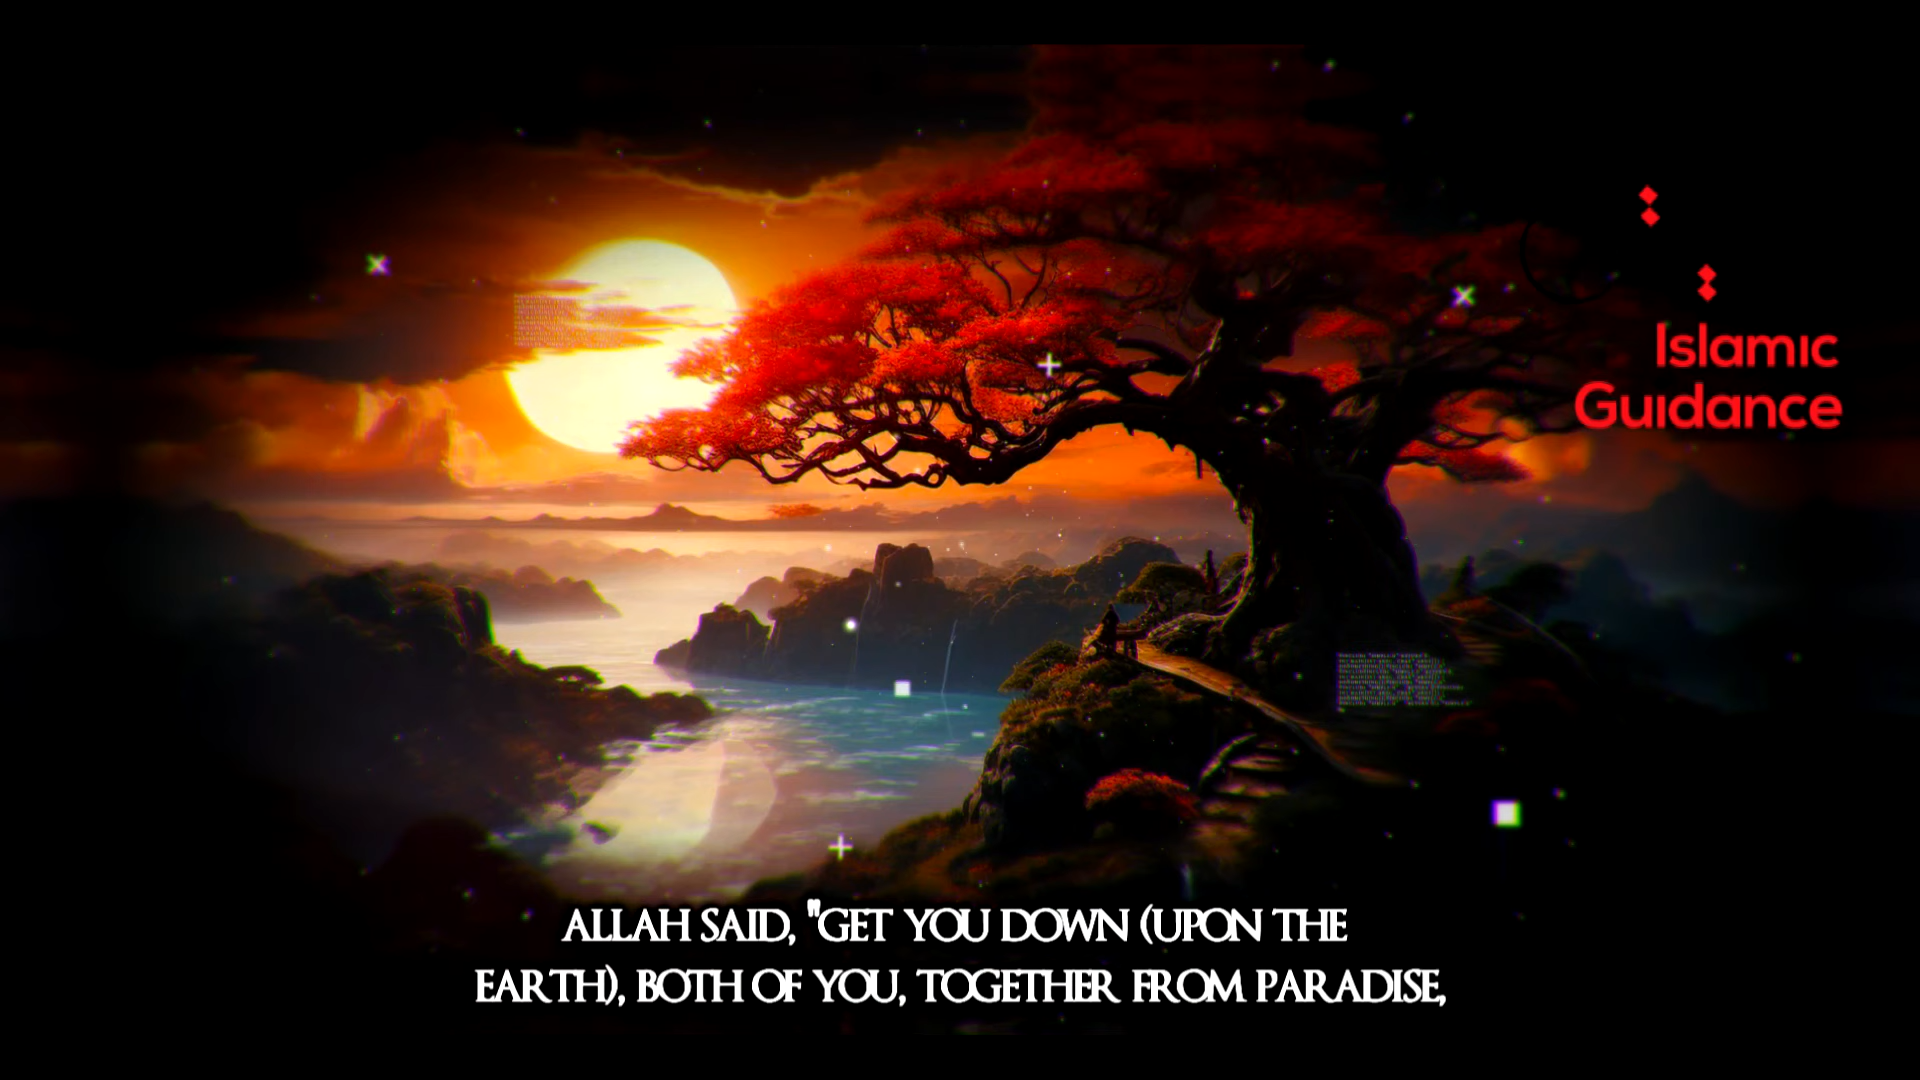 Islamic
Guidance
ALLAH SAID, "GET YOU DOWN (UPON THE
EARTH), BOTH OF YOU, TOGETHER FROM PARADISE,